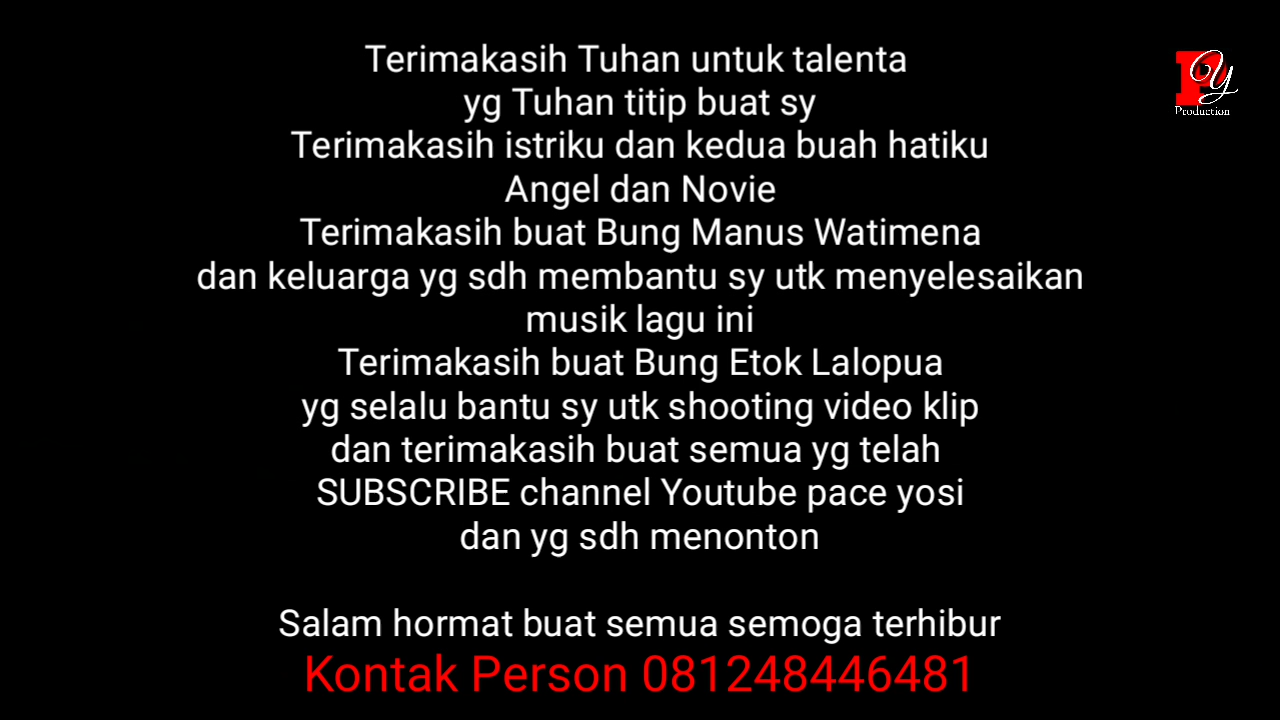 Terimakasih Tuhan untuk talenta
yg Tuhan titip buat sy
Terimakasih istriku dan kedua buah hatiku
Angel dan Novie
Terimakasih buat Bung Manus Watimena
dan keluarga yg sdh membantu sy utk menyelesaikan
musik lagu ini
Terimakasih buat Bung Etok Lalopua
yg selalu bantu sy utk shooting video klip
dan terimakasih buat semua yg telah
SUBSCRIBE channel Youtube pace yosi
dan yg sdh menonton
Salam hormat buat semua semoga terhibur
Kontak Person 081248446481
PY
Production